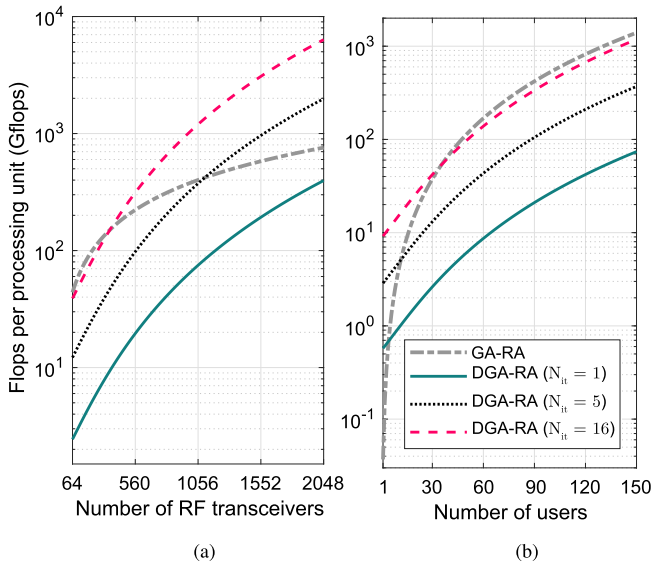 Flops per processing unit (Gflops)
10^4
10^3
10^2
10^1
64 560 1056 1552 2048
Number of RF transceivers
(a)
10^3
10^2
10^1
10^0
10^-1
GA-RA
DGA-RA (N_it = 1)
DGA-RA (N_it = 5)
DGA-RA (N_it = 16)
1 30 60 90 120 150
Number of users
(b)